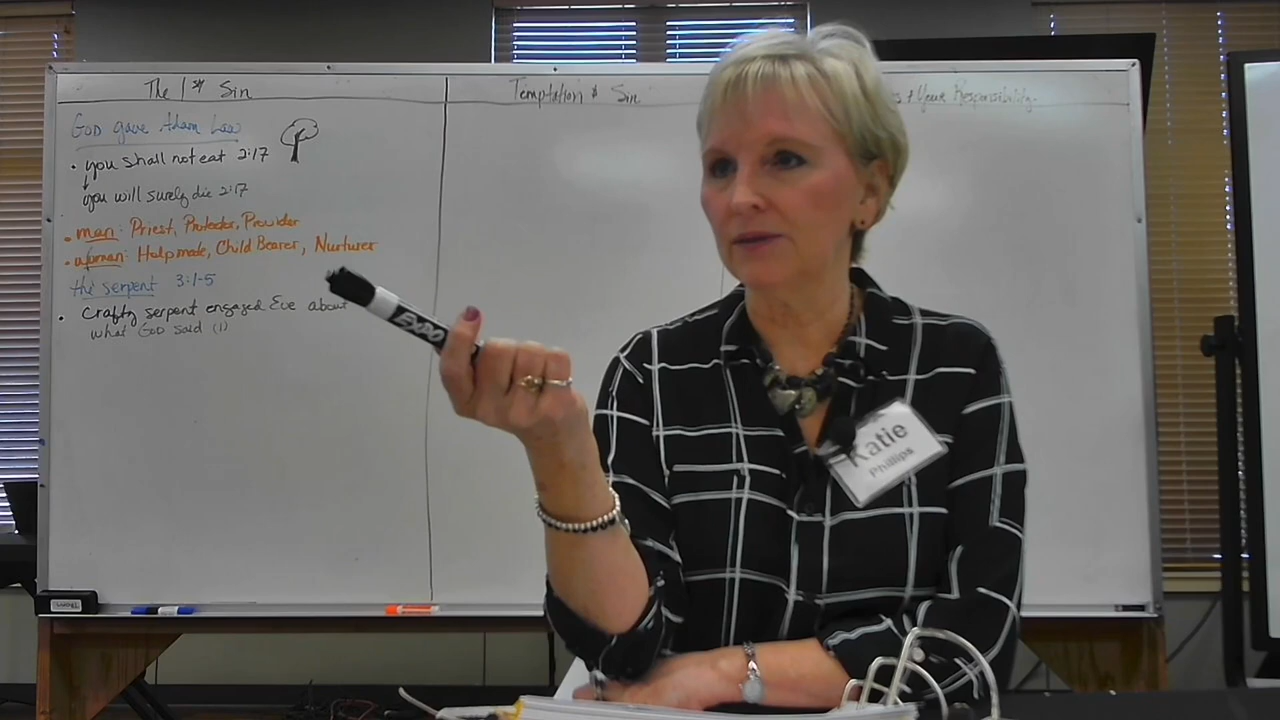 The 1st Sin
Temptation & Sin
& Your Responsibility
God gave Adam Law
• you shall not eat 2:17
you will surely die 2:17
• man: Priest, Protector, Provider
• woman: Helpmate, Child Bearer, Nurturer
the serpent 3:1-5
• Crafty serpent engaged Eve about
what God said (1)
EXPO
Katie
Phillips